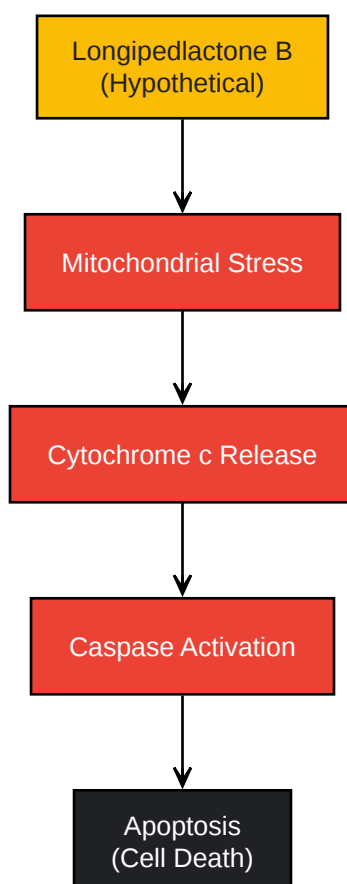 Longipedlactone B
(Hypothetical)
Mitochondrial Stress
Cytochrome c Release
Caspase Activation
Apoptosis
(Cell Death)